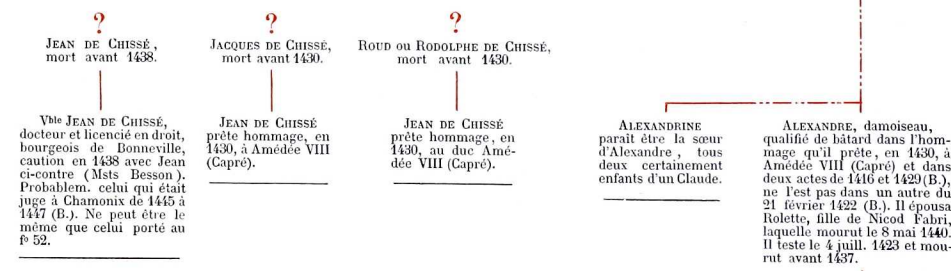 ?
JEAN DE CHISSÉ,
mort avant 1438.
Vble JEAN DE CHISSÉ,
docteur et licencié en droit,
bourgeois de Bonneville,
caution en 1438 avec Jean
ci-contre (Msts Besson).
Probablem. celui qui était
juge à Chamonix de 1445 à
1447 (B.). Ne peut être le
même que celui porté au
fo 52.
?
JACQUES DE CHISSÉ,
mort avant 1430.
JEAN DE CHISSÉ
prête hommage, en
1430, à Amédée VIII
(Capré).
?
ROUD OU RODOLPHE DE CHISSÉ,
mort avant 1430.
JEAN DE CHISSÉ
prête hommage, en
1430, au duc Amé-
dée VIII (Capré).
ALEXANDRINE
paraît être la sœur
d'Alexandre, tous
deux certainement
enfants d'un Claude.
ALEXANDRE, damoiseau,
qualifié de bâtard dans l'hom-
mage qu'il prête, en 1430, à
Amédée VIII (Capré) et dans
deux actes de 1416 et 1429 (B.),
ne l'est pas dans un autre du
21 février 1422 (B.). Il épousa
Rolette, fille de Nicod Fabri,
laquelle mourut le 8 mai 1440.
Il teste le 4 juill. 1423 et mou-
rut avant 1437.